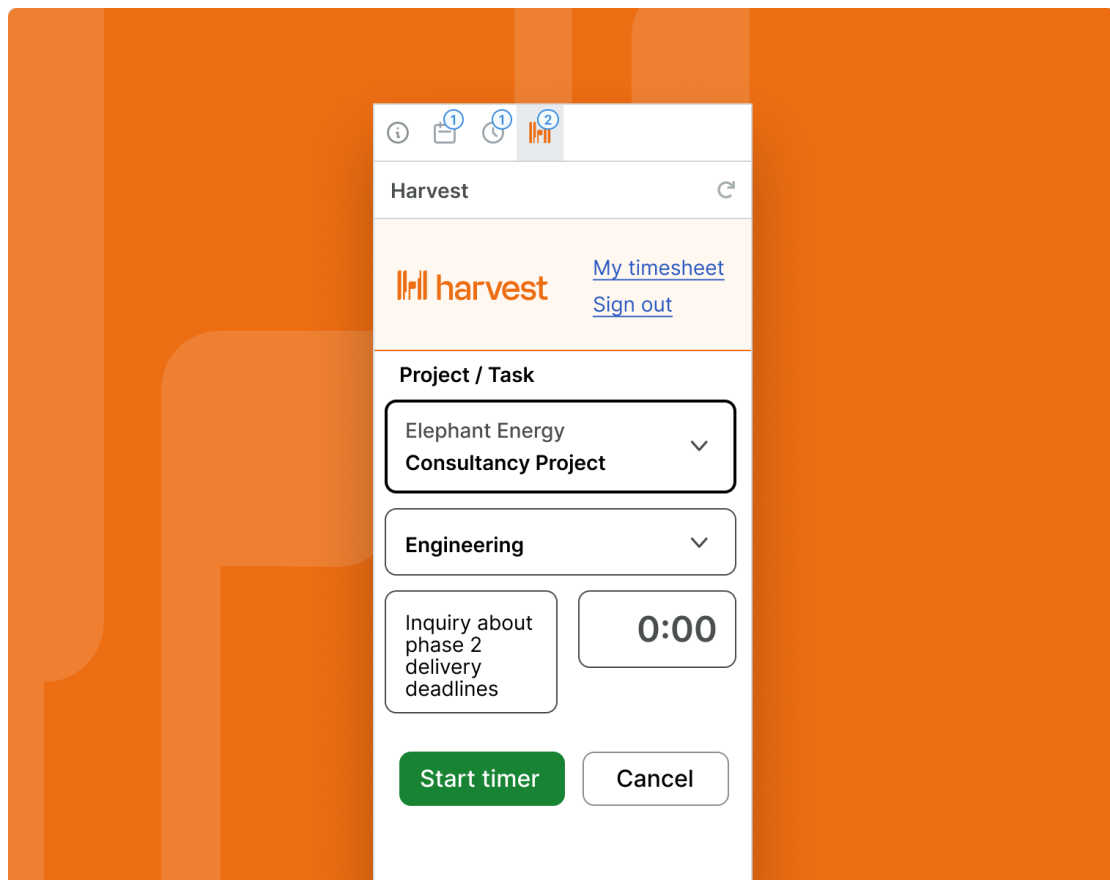 1
1
2
Harvest
harvest
My timesheet
Sign out
Project / Task
Elephant Energy
Consultancy Project
Engineering
Inquiry about
phase 2
delivery
deadlines
0:00
Start timer
Cancel